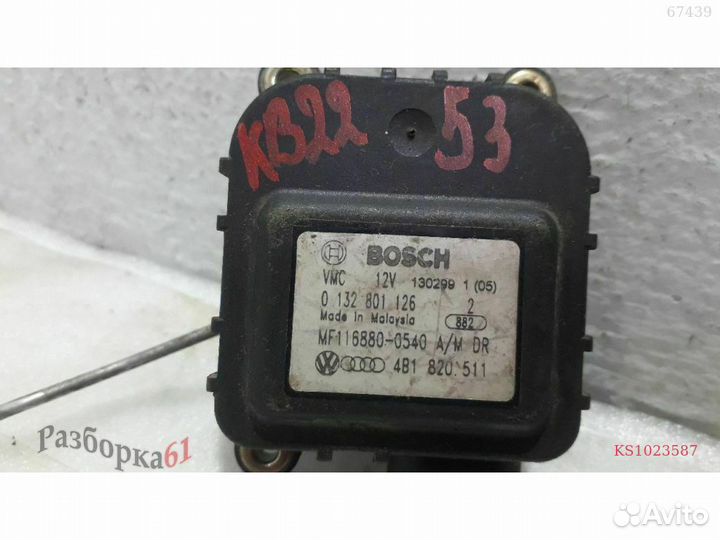 67439
КВ22 53
BOSCH
VMC 12V 130299 1 (05)
0 132 801 126 2
Made in Malaysia 882
MF116880-0540 A/M DR
4B1 820 511
Разборка61
KS1023587
Avito